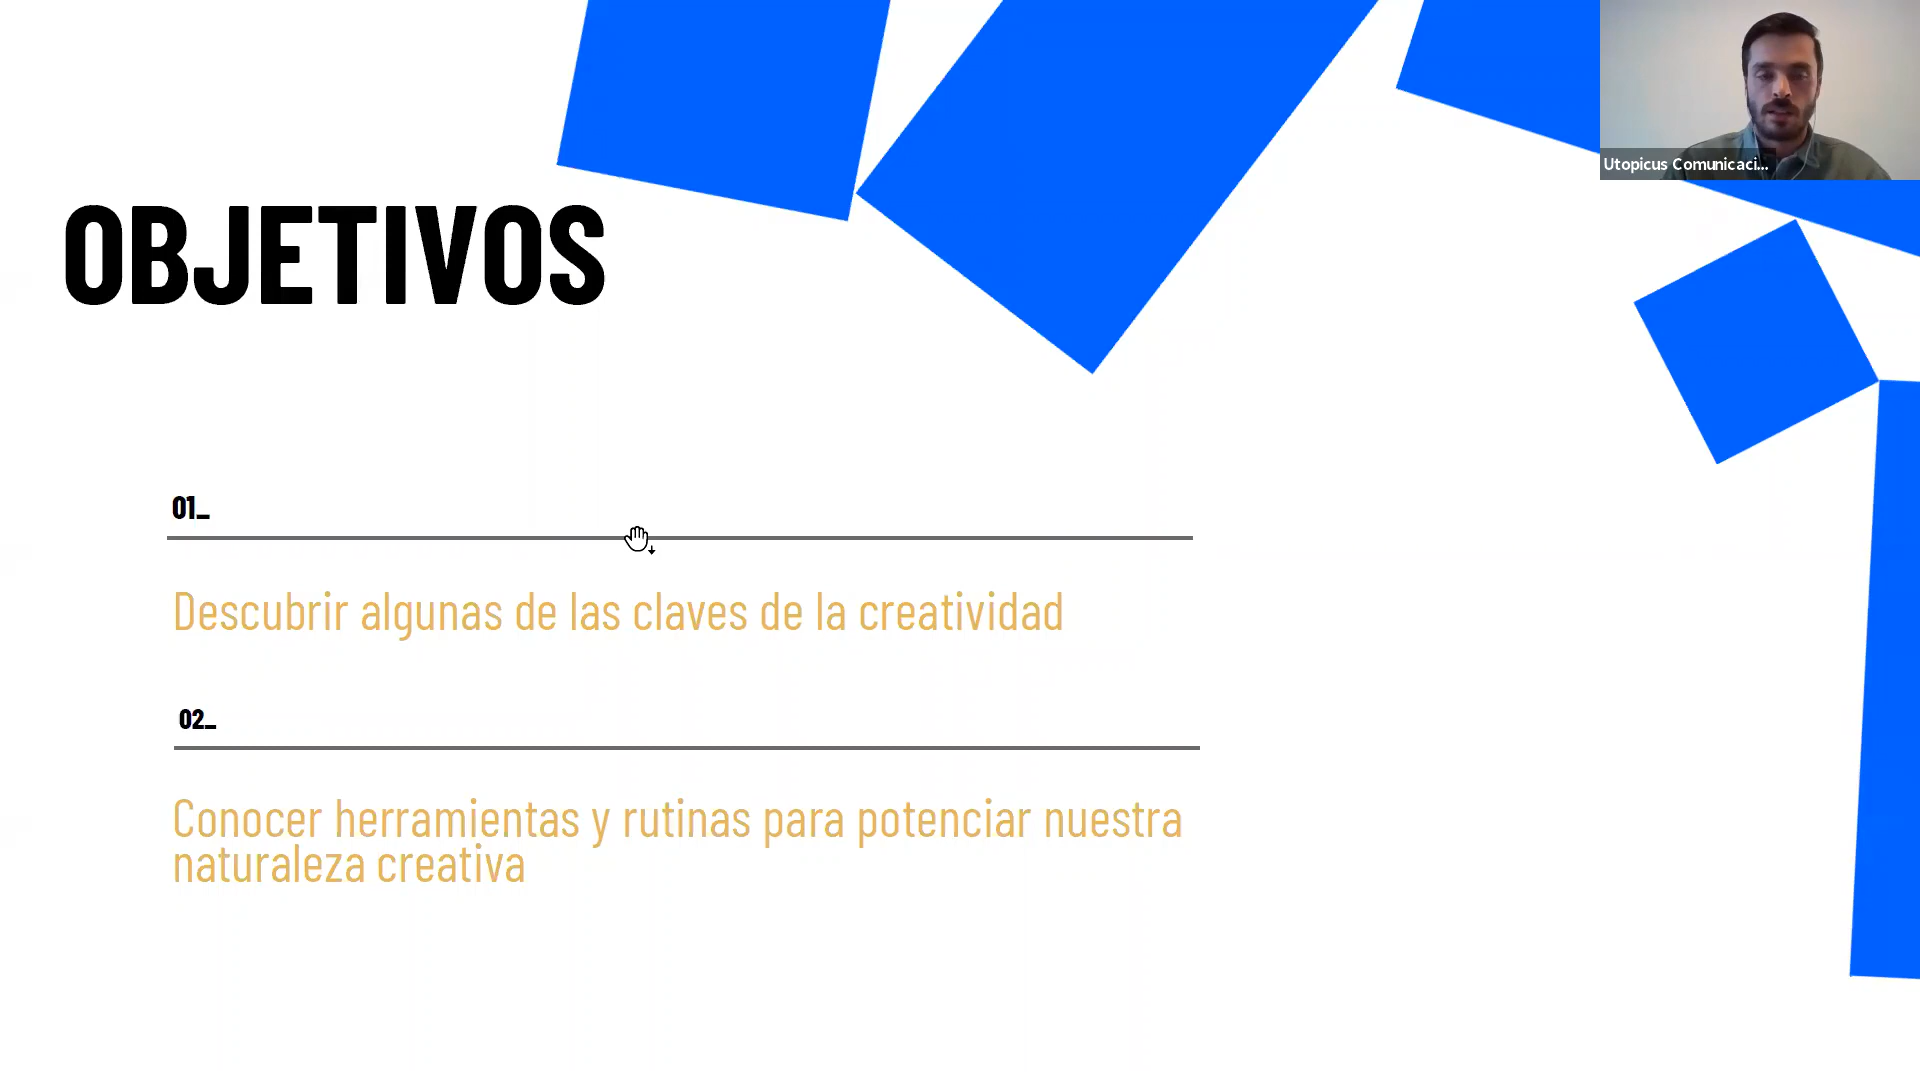 Utopicus Comunicaci...
OBJETIVOS
01_
Descubrir algunas de las claves de la creatividad
02_
Conocer herramientas y rutinas para potenciar nuestra
naturaleza creativa